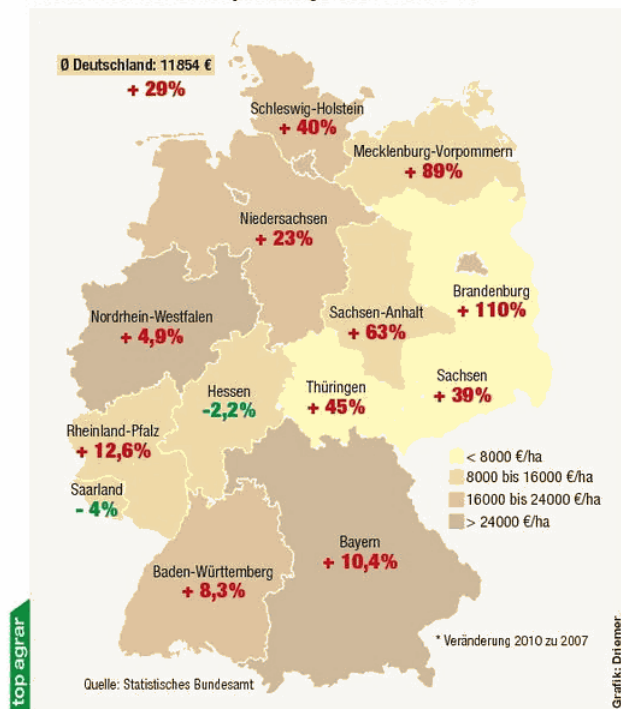 Ø Deutschland: 11854 €
+ 29%
Schleswig-Holstein
+ 40%
Mecklenburg-Vorpommern
+ 89%
Niedersachsen
+ 23%
Brandenburg
+ 110%
Nordrhein-Westfalen
+ 4,9%
Sachsen-Anhalt
+ 63%
Hessen
-2,2%
Thüringen
+ 45%
Sachsen
+ 39%
Rheinland-Pfalz
+ 12,6%
Saarland
- 4%
< 8000 €/ha
8000 bis 16000 €/ha
16000 bis 24000 €/ha
> 24000 €/ha
Bayern
+ 10,4%
Baden-Württemberg
+ 8,3%
* Veränderung 2010 zu 2007
Quelle: Statistisches Bundesamt
top agrar
Grafik: Driemer